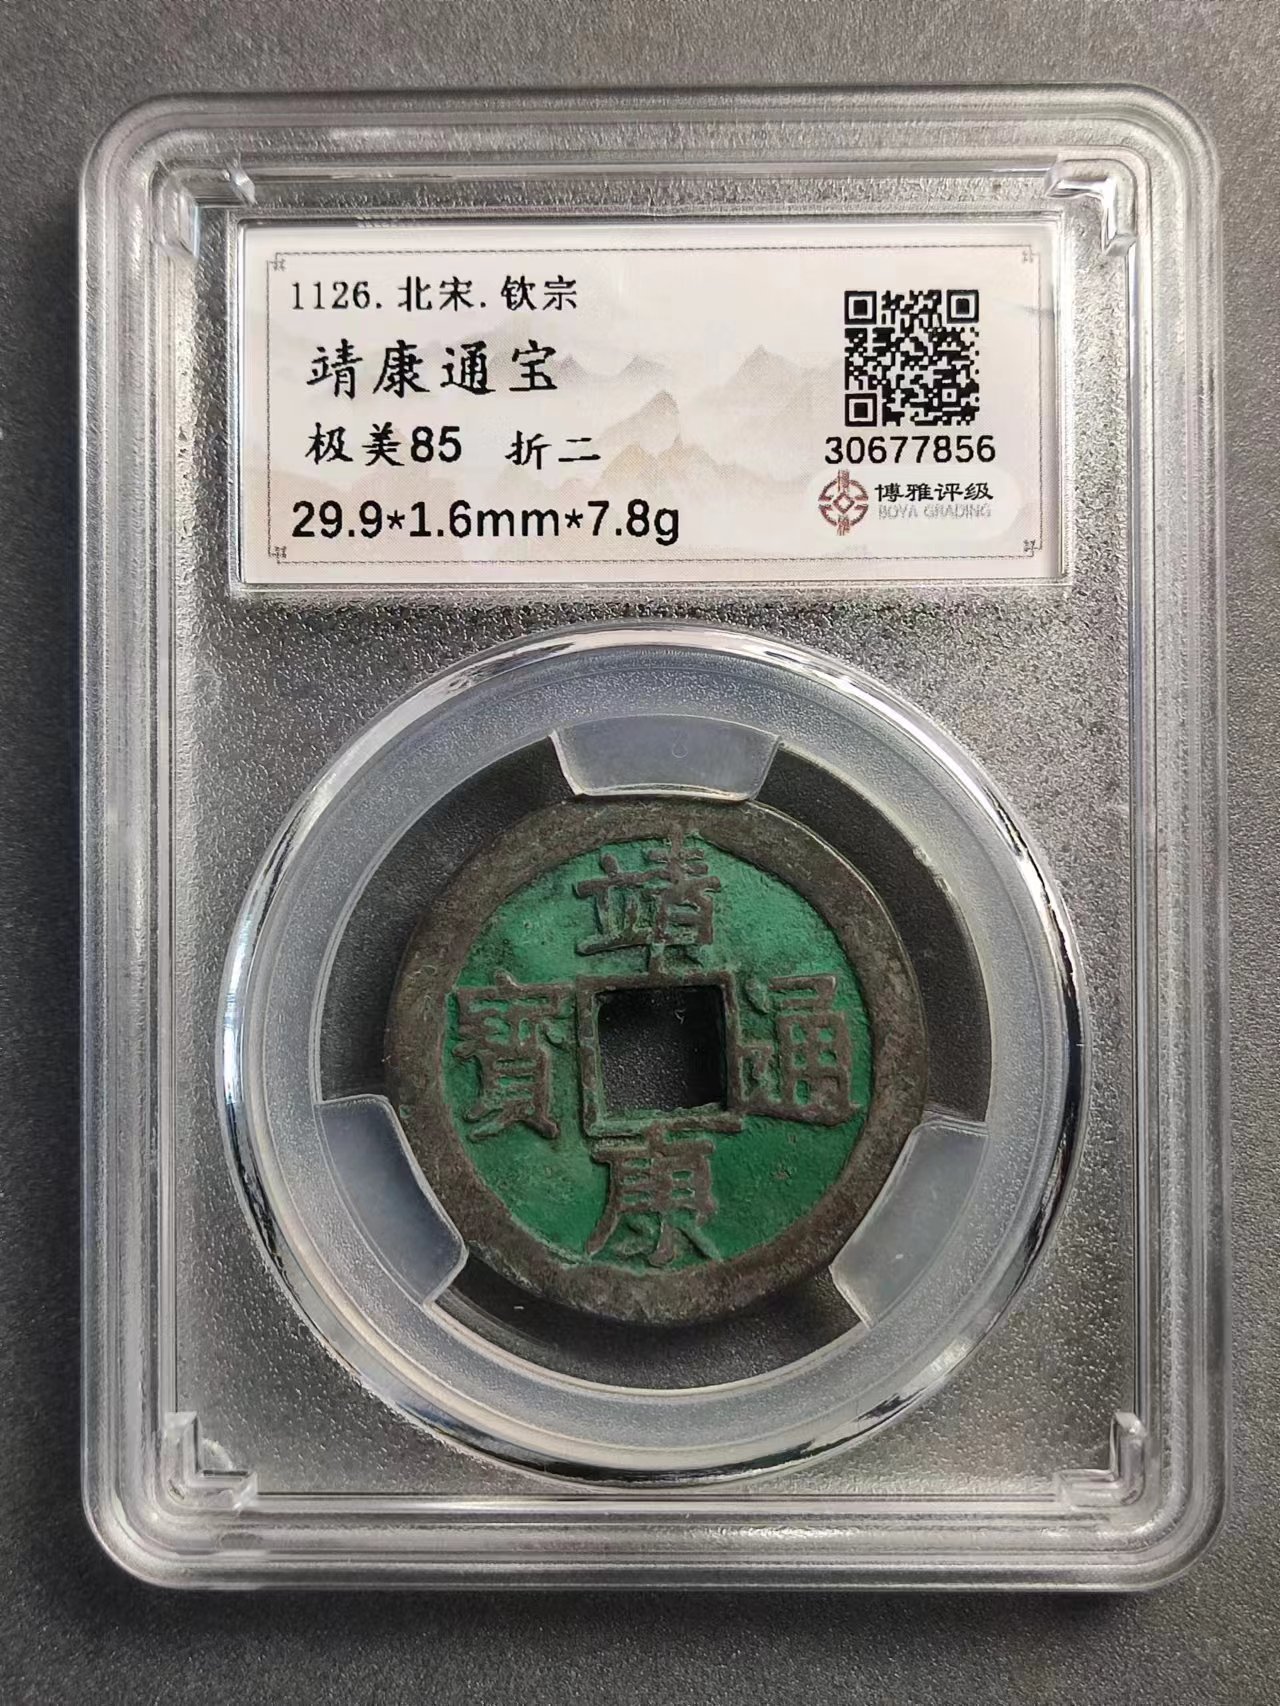 1126.北宋.钦宗
靖康通宝
极美85 折二
29.9*1.6mm*7.8g
30677856
博雅评级
BOYA GRADING
靖
寶 通
康